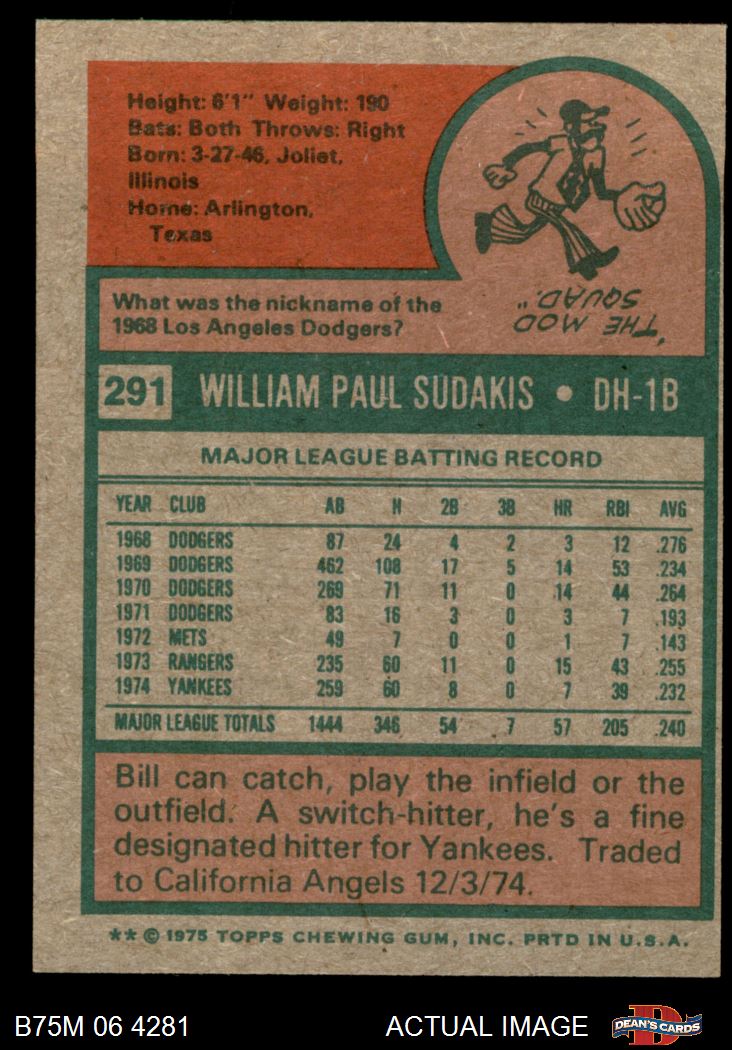 Height: 6'1" Weight: 190
Bats: Both Throws: Right
Born: 3-27-46, Joliet,
Illinois
Home: Arlington,
Texas
What was the nickname of the
1968 Los Angeles Dodgers?
"THE MOD
SQUAD."
291 WILLIAM PAUL SUDAKIS • DH-1B
MAJOR LEAGUE BATTING RECORD
YEAR CLUB AB H 2B 3B HR RBI AVG
1968 DODGERS 87 24 4 2 3 12 .276
1969 DODGERS 462 108 17 5 14 53 .234
1970 DODGERS 269 71 11 0 14 44 .264
1971 DODGERS 83 16 3 0 3 7 .193
1972 METS 49 7 0 0 1 7 .143
1973 RANGERS 235 60 11 0 15 43 .255
1974 YANKEES 259 60 8 0 7 39 .232
MAJOR LEAGUE TOTALS 1444 346 54 7 57 205 .240
Bill can catch, play the infield or the
outfield. A switch-hitter, he's a fine
designated hitter for Yankees. Traded
to California Angels 12/3/74.
** © 1975 TOPPS CHEWING GUM, INC. PRTD IN U.S.A.
B75M 06 4281 ACTUAL IMAGE
D
DEAN'S CARDS